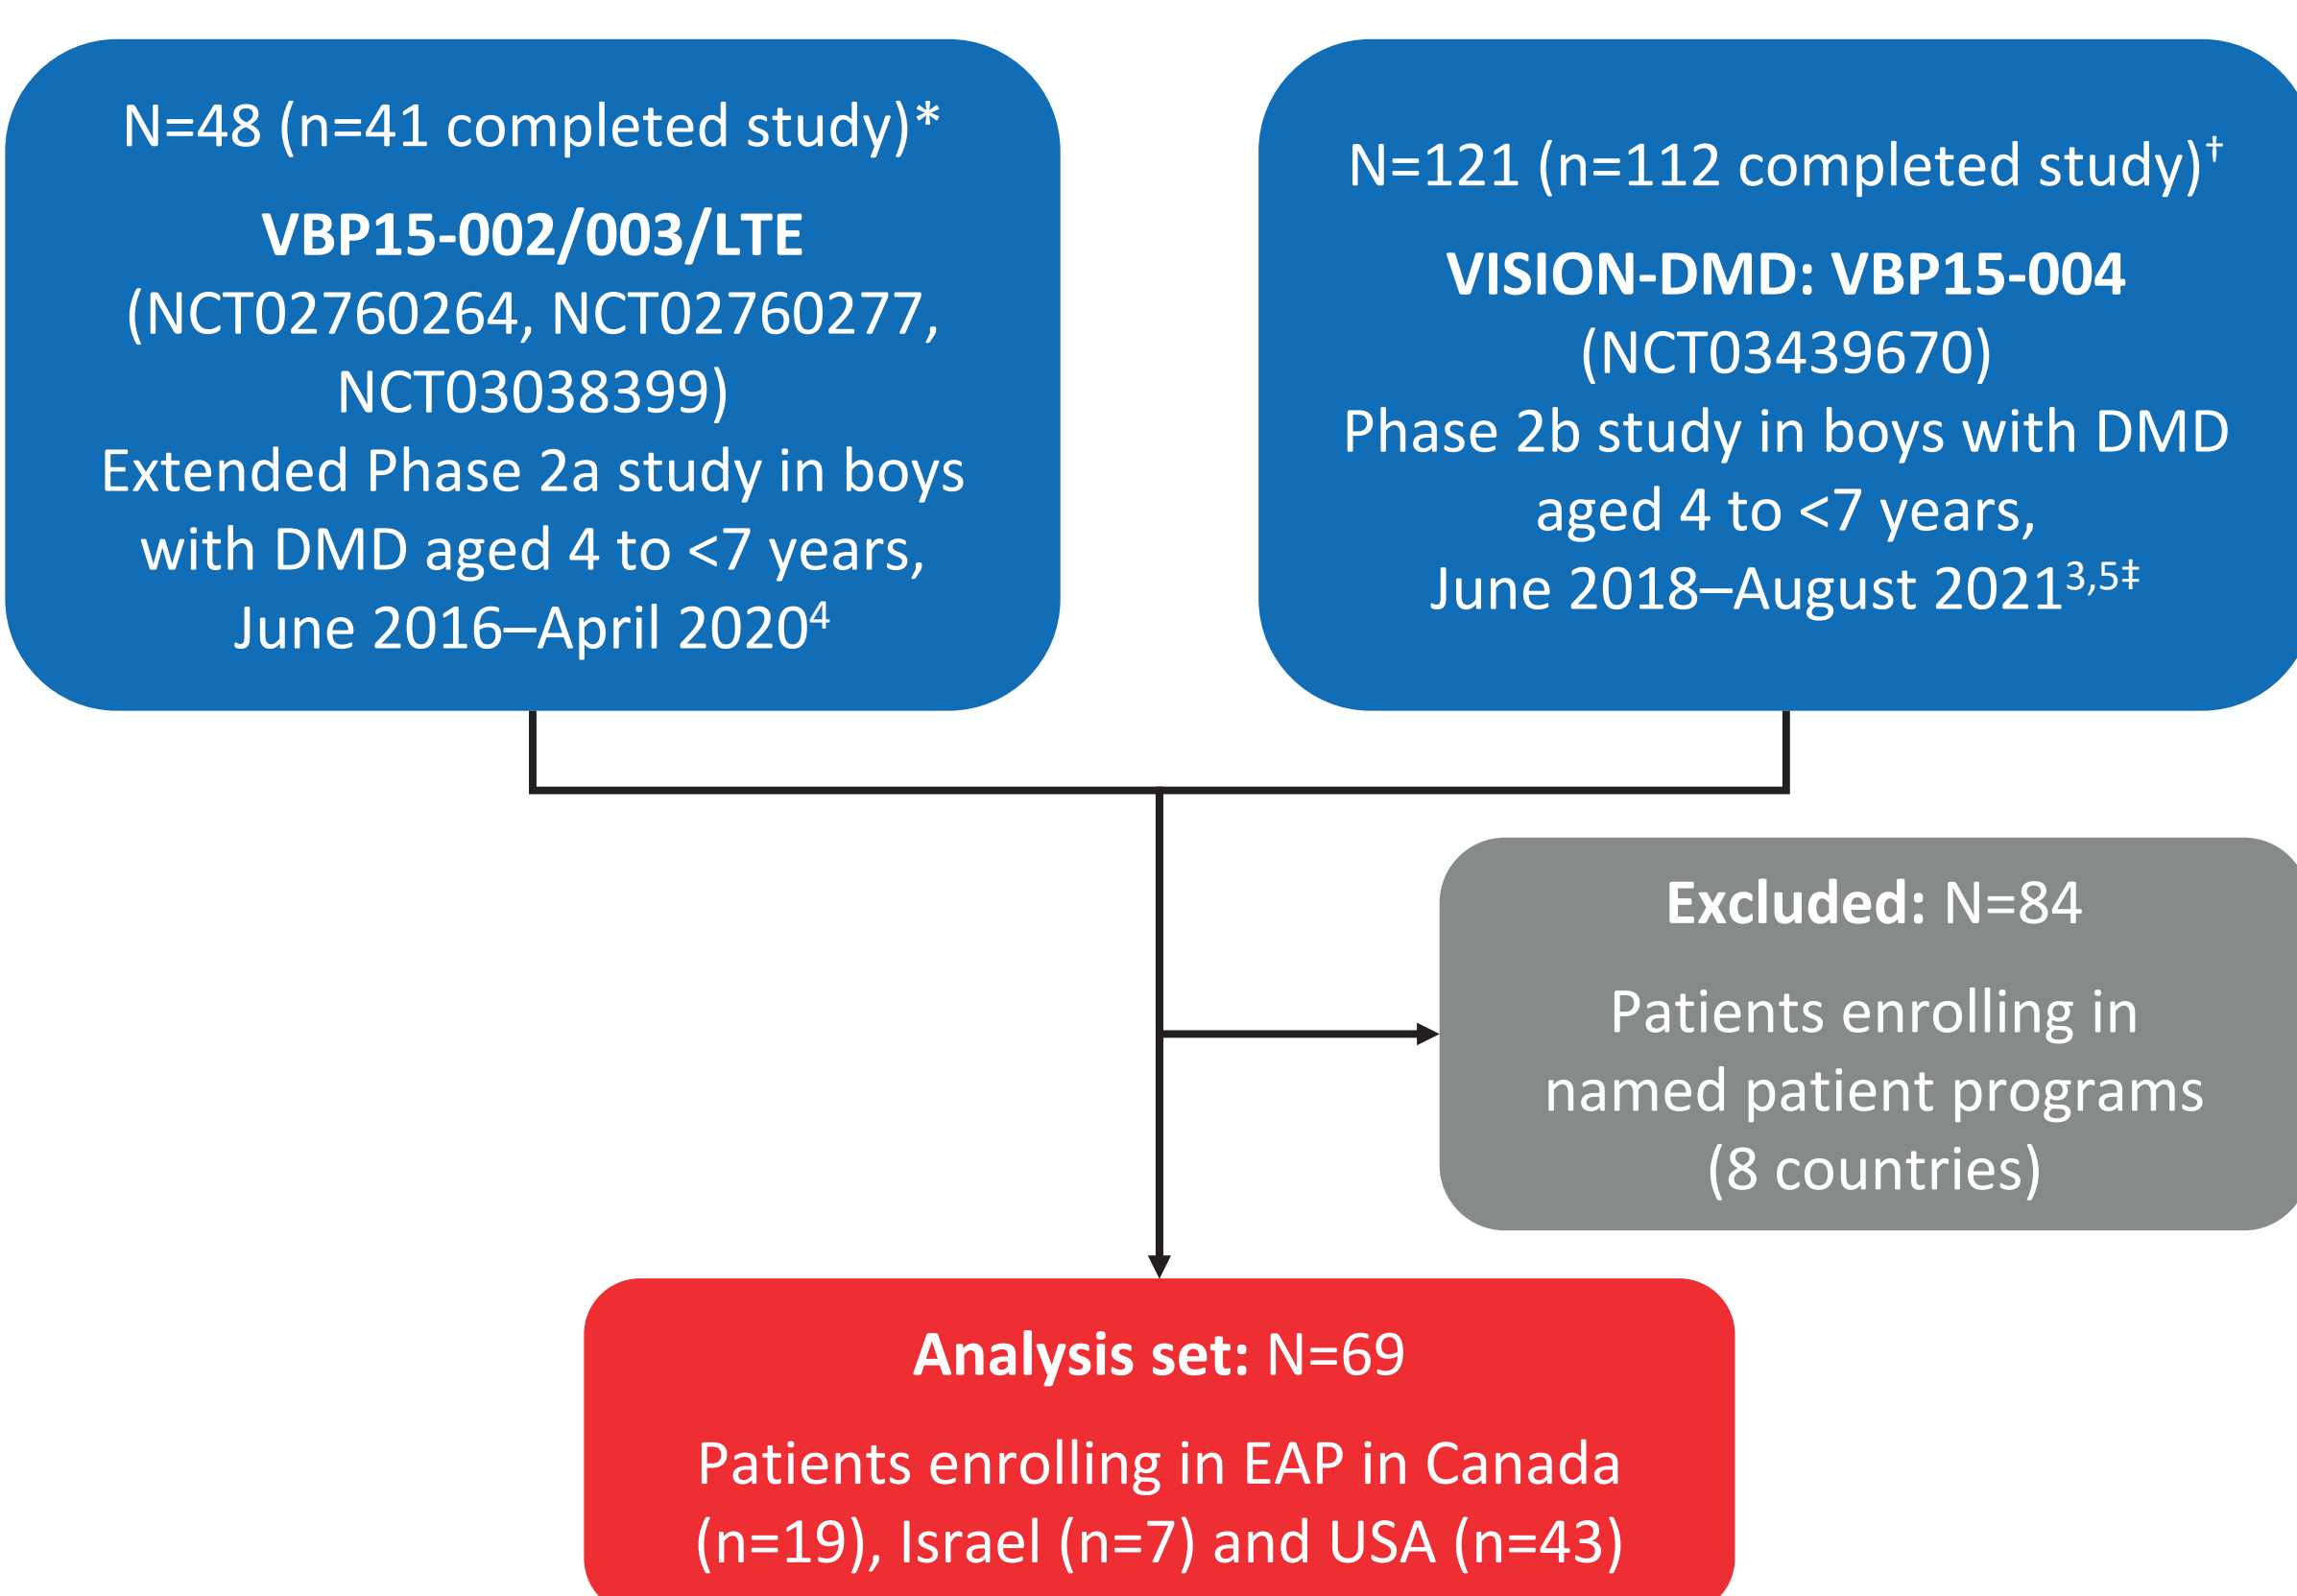 N=48 (n=41 completed study)*
VBP15-002/003/LTE
(NCT02760264, NCT02760277,
NCT03038399)
Extended Phase 2a study in boys
with DMD aged 4 to <7 years,
June 2016–April 2020⁴
N=121 (n=112 completed study)†
VISION-DMD: VBP15-004
(NCT03439670)
Phase 2b study in boys with DMD
aged 4 to <7 years,
June 2018–August 2021³,⁵‡
Excluded: N=84
Patients enrolling in
named patient programs
(8 countries)
Analysis set: N=69
Patients enrolling in EAP in Canada
(n=19), Israel (n=7) and USA (n=43)